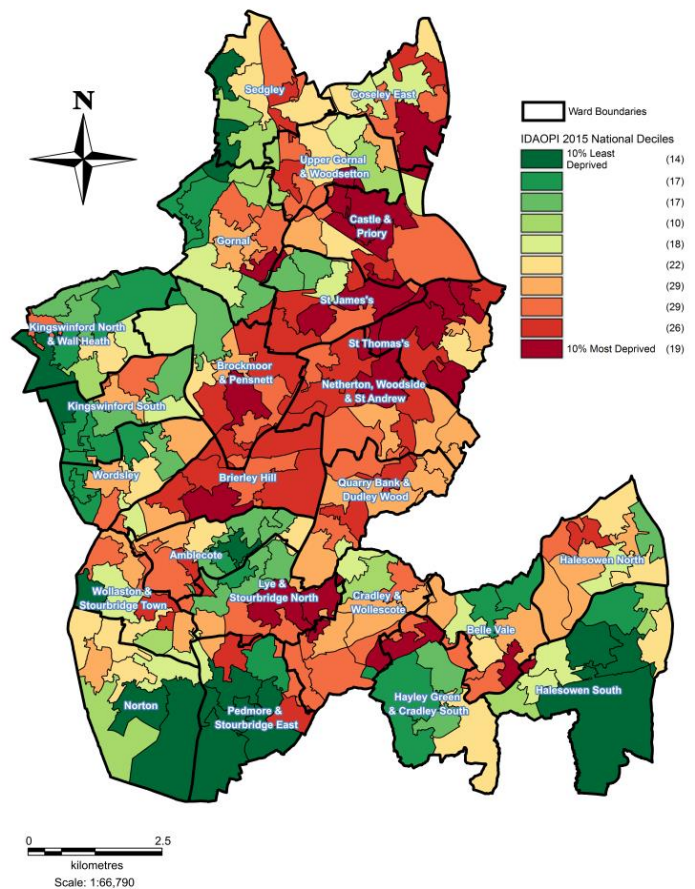 N
Sedgley
Coseley East
Upper Gornal
& Woodsetton
Castle &
Priory
Gornal
St James's
Kingswinford North
& Wall Heath
St Thomas's
Brockmoor
& Pensnett
Netherton, Woodside
& St Andrew
Kingswinford South
Wordsley
Brierley Hill
Quarry Bank &
Dudley Wood
Amblecote
Halesowen North
Wollaston &
Stourbridge Town
Lye &
Stourbridge North
Cradley &
Wollescote
Belle Vale
Norton
Pedmore &
Stourbridge East
Hayley Green
& Cradley South
Halesowen South
Ward Boundaries
IDAOPI 2015 National Deciles
10% Least
Deprived
(14)
(17)
(17)
(10)
(18)
(22)
(29)
(29)
(26)
10% Most Deprived (19)
0 2.5
kilometres
Scale: 1:66,790